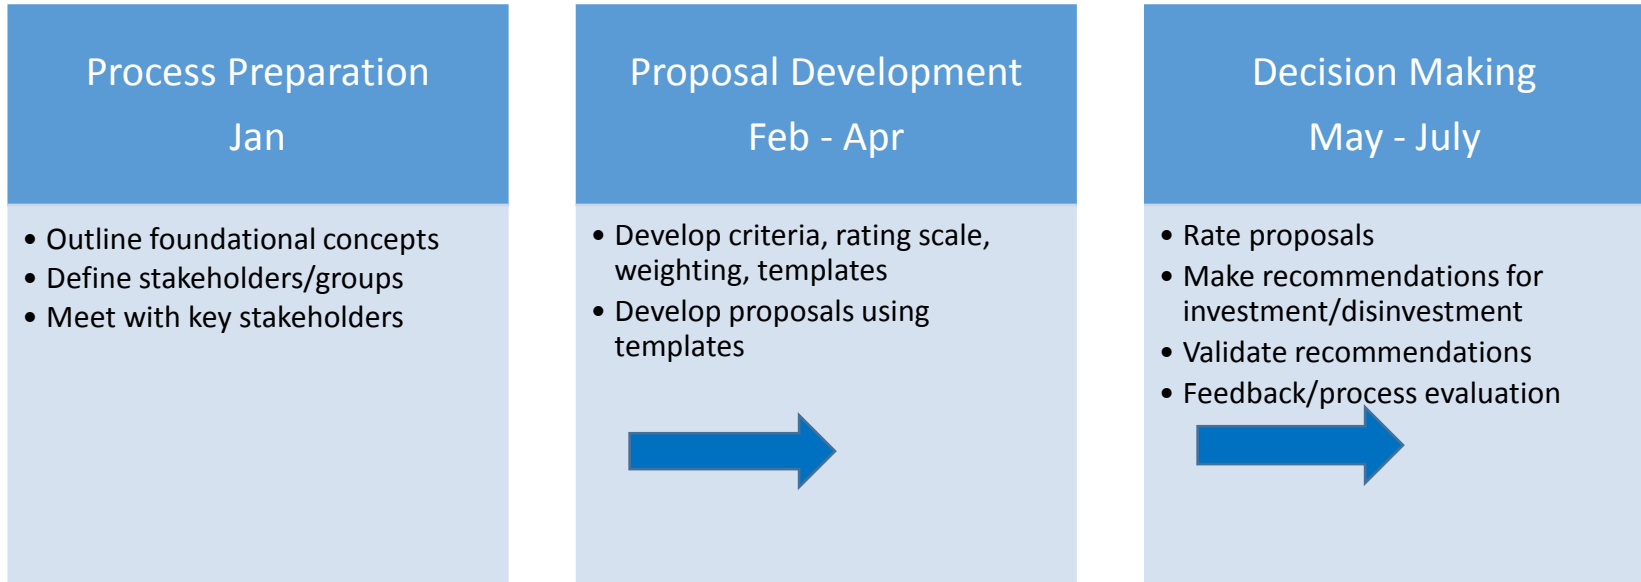 Process Preparation
Jan
• Outline foundational concepts
• Define stakeholders/groups
• Meet with key stakeholders
Proposal Development
Feb - Apr
• Develop criteria, rating scale,
weighting, templates
• Develop proposals using
templates
Decision Making
May - July
• Rate proposals
• Make recommendations for
investment/disinvestment
• Validate recommendations
• Feedback/process evaluation